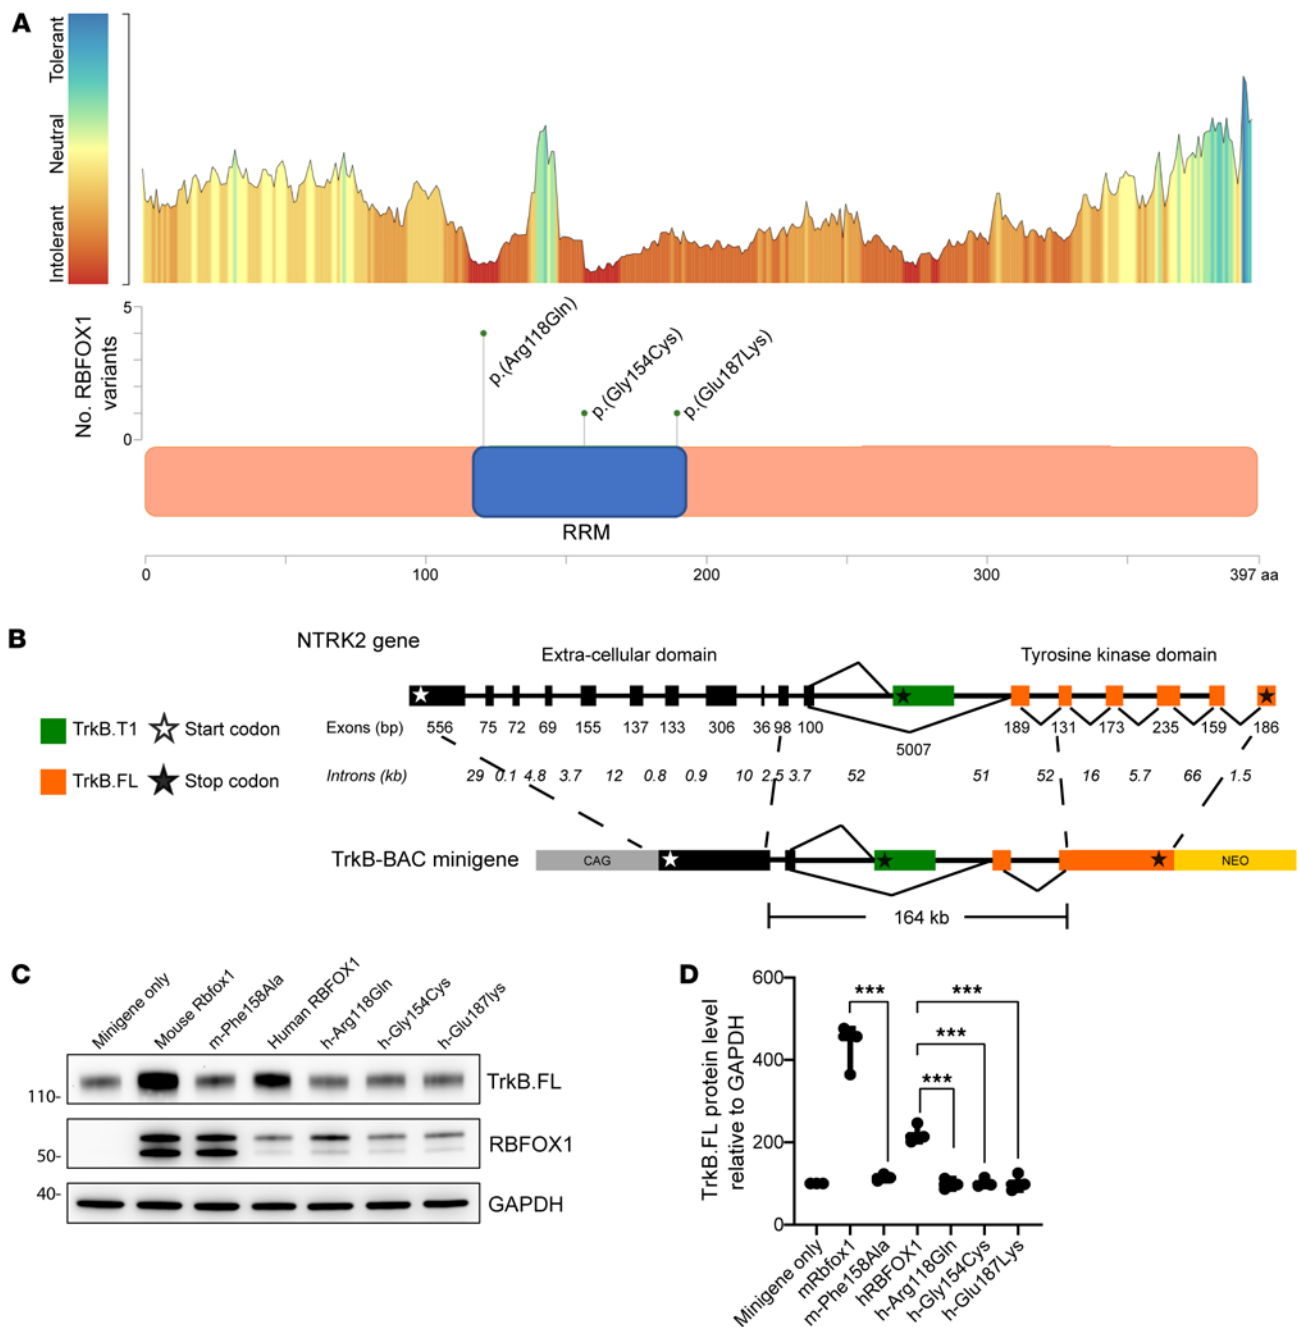 A
Tolerant
Neutral
Intolerant
No. RBFOX1
variants
5
0
p.(Arg118Gln)
p.(Gly154Cys)
p.(Glu187Lys)
RRM
0 100 200 300 397 aa
B
NTRK2 gene
Extra-cellular domain Tyrosine kinase domain
TrkB.T1 Start codon
TrkB.FL Stop codon
Exons (bp) 556 75 72 69 155 137 133 306 36 98 100 5007 189 131 173 235 159 186
Introns (kb) 29 0.1 4.8 3.7 12 0.8 0.9 10 2.5 3.7 52 51 52 16 5.7 66 1.5
TrkB-BAC minigene
CAG NEO
164 kb
C
Minigene only
Mouse Rbfox1
m-Phe158Ala
Human RBFOX1
h-Arg118Gln
h-Gly154Cys
h-Glu187lys
110- TrkB.FL
50- RBFOX1
40- GAPDH
D
TrkB.FL protein level
relative to GAPDH
600
400
200
0
***
***
***
***
Minigene only
mRbfox1
m-Phe158Ala
hRBFOX1
h-Arg118Gln
h-Gly154Cys
h-Glu187Lys